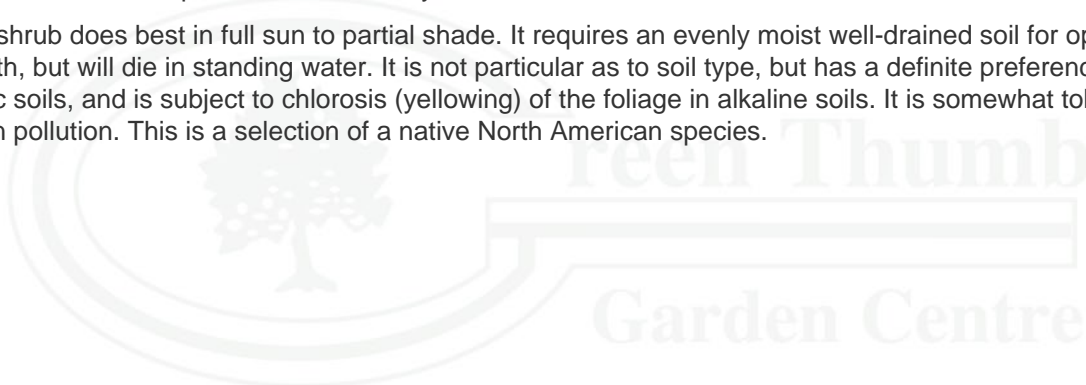 shrub does best in full sun to partial shade. It requires an evenly moist well-drained soil for
th, but will die in standing water. It is not particular as to soil type, but has a definite
soils, and is subject to chlorosis (yellowing) of the foliage in alkaline soils. It is somewhat
pollution. This is a selection of a native North American species.
Green Thumb
Garden Centre